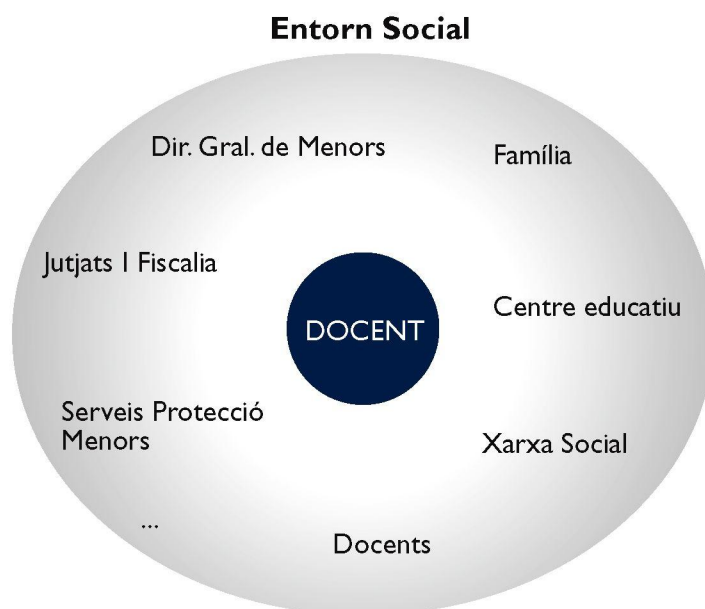 Entorn Social
Dir. Gral. de Menors
Família
Jutjats I Fiscalia
Centre educatiu
DOCENT
Serveis Protecció
Menors
Xarxa Social
...
Docents